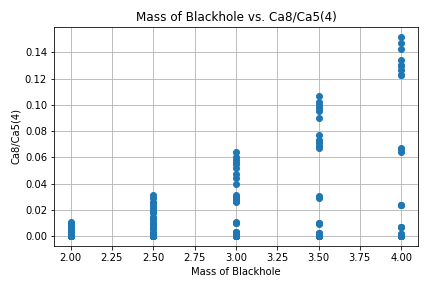 Mass of Blackhole vs. Ca8/Ca5(4)
Ca8/Ca5(4)
0.14
0.12
0.10
0.08
0.06
0.04
0.02
0.00
2.00 2.25 2.50 2.75 3.00 3.25 3.50 3.75 4.00
Mass of Blackhole